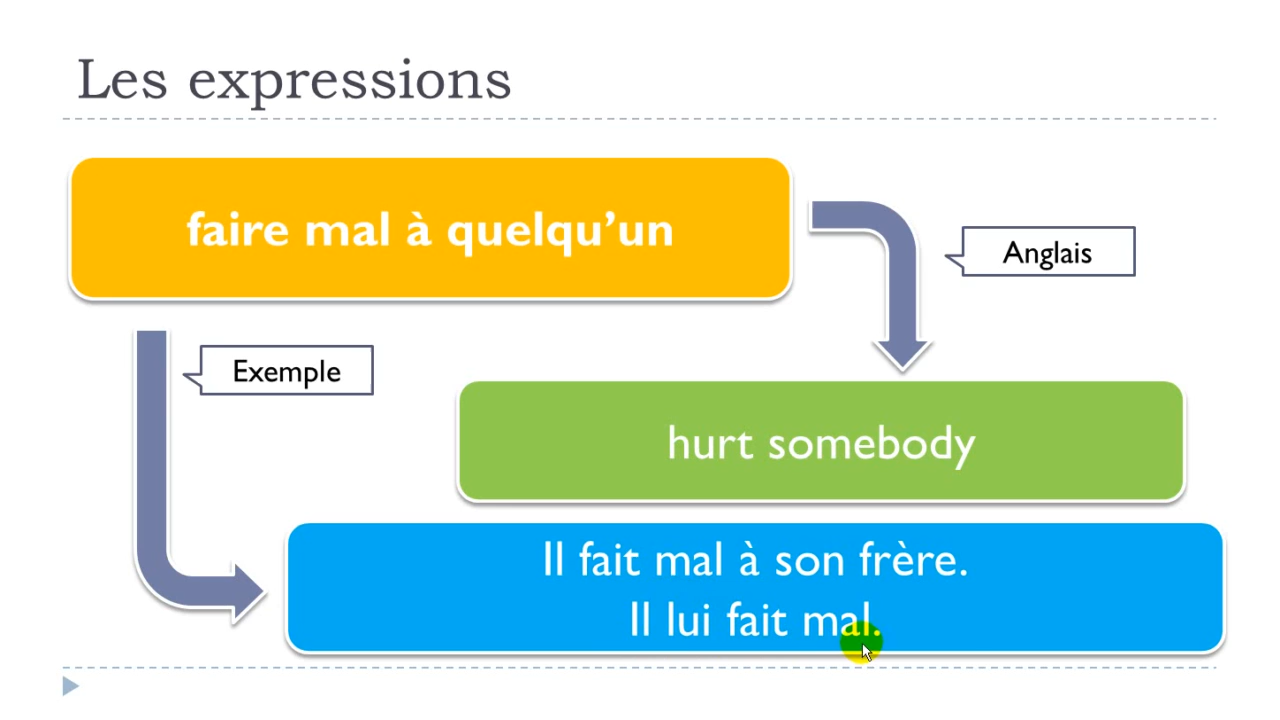 Les expressions
faire mal à quelqu’un
Anglais
Exemple
hurt somebody
Il fait mal à son frère.
Il lui fait mal.